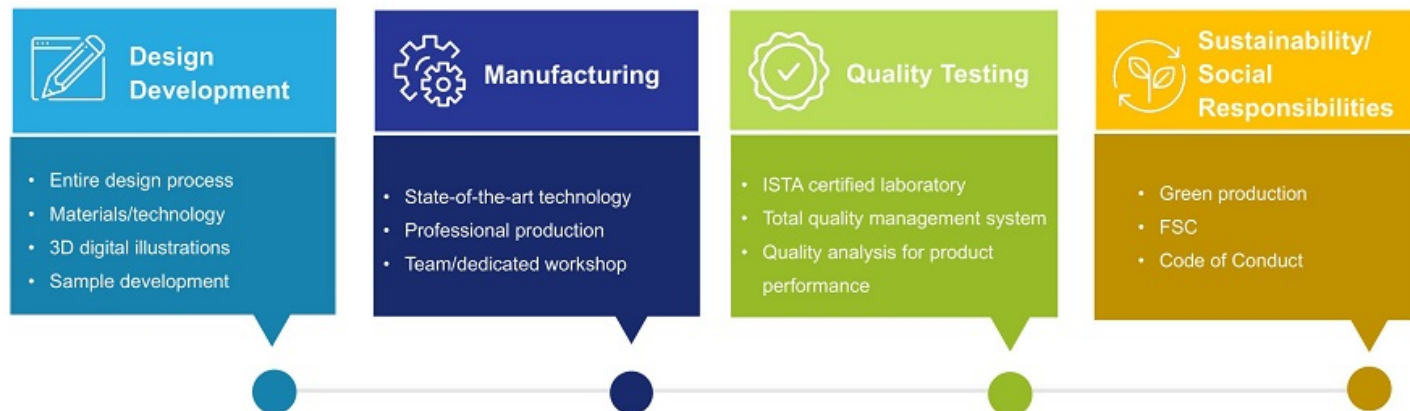 Design
Development
• Entire design process
• Materials/technology
• 3D digital illustrations
• Sample development
Manufacturing
• State-of-the-art technology
• Professional production
• Team/dedicated workshop
Quality Testing
• ISTA certified laboratory
• Total quality management system
• Quality analysis for product
performance
Sustainability/
Social
Responsibilities
• Green production
• FSC
• Code of Conduct